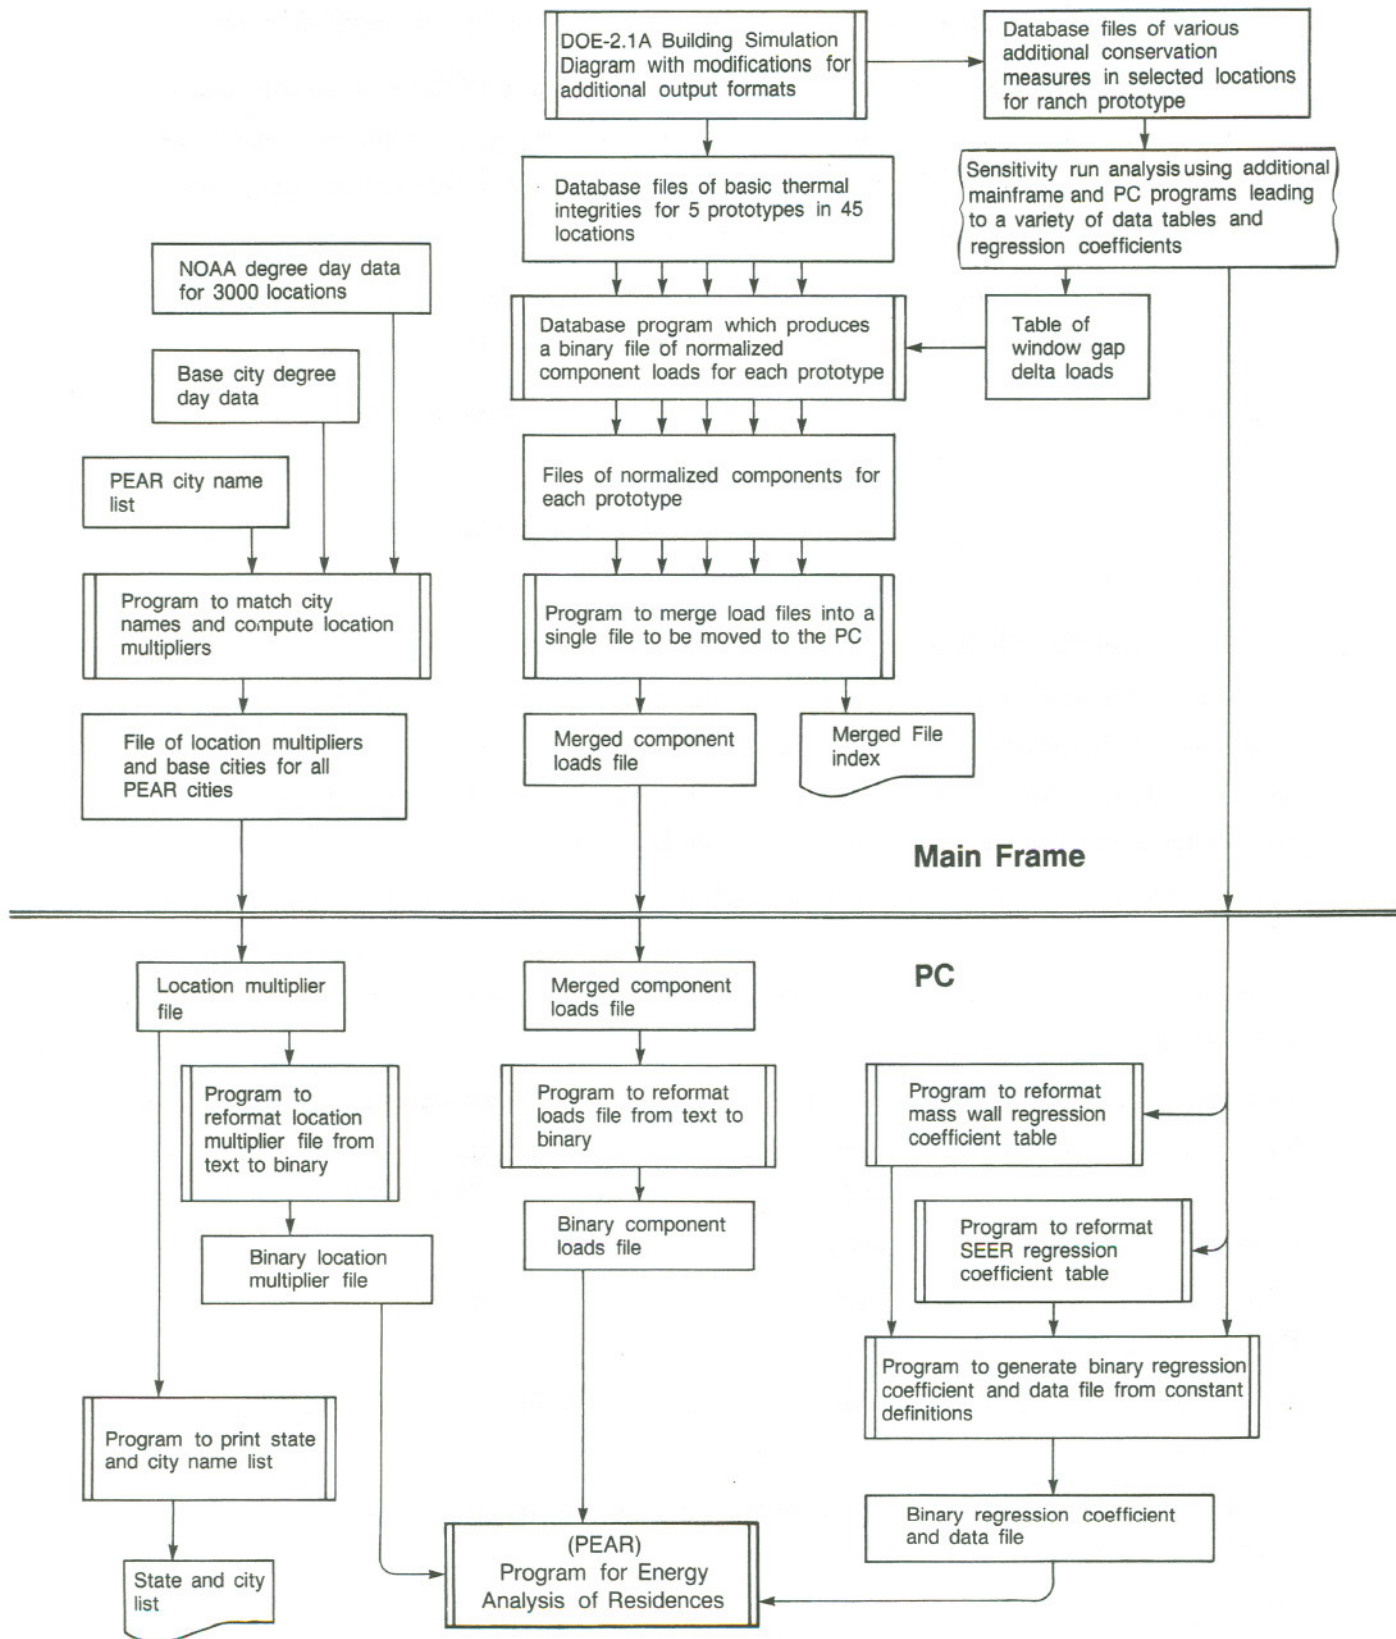 DOE-2.1A Building Simulation
Diagram with modifications for
additional output formats
Database files of various
additional conservation
measures in selected locations
for ranch prototype
Database files of basic thermal
integrities for 5 prototypes in 45
locations
Sensitivity run analysis using additional
mainframe and PC programs leading
to a variety of data tables and
regression coefficients
NOAA degree day data
for 3000 locations
Database program which produces
a binary file of normalized
component loads for each prototype
Table of
window gap
delta loads
Base city degree
day data
PEAR city name
list
Files of normalized components for
each prototype
Program to match city
names and compute location
multipliers
Program to merge load files into a
single file to be moved to the PC
File of location multipliers
and base cities for all
PEAR cities
Merged component
loads file
Merged File
index
Main Frame
PC
Location multiplier
file
Merged component
loads file
Program to
reformat location
multiplier file from
text to binary
Program to reformat
loads file from text to
binary
Program to reformat
mass wall regression
coefficient table
Binary location
multiplier file
Binary component
loads file
Program to reformat
SEER regression
coefficient table
Program to generate binary regression
coefficient and data file from constant
definitions
Program to print state
and city name list
Binary regression coefficient
and data file
State and city
list
(PEAR)
Program for Energy
Analysis of Residences